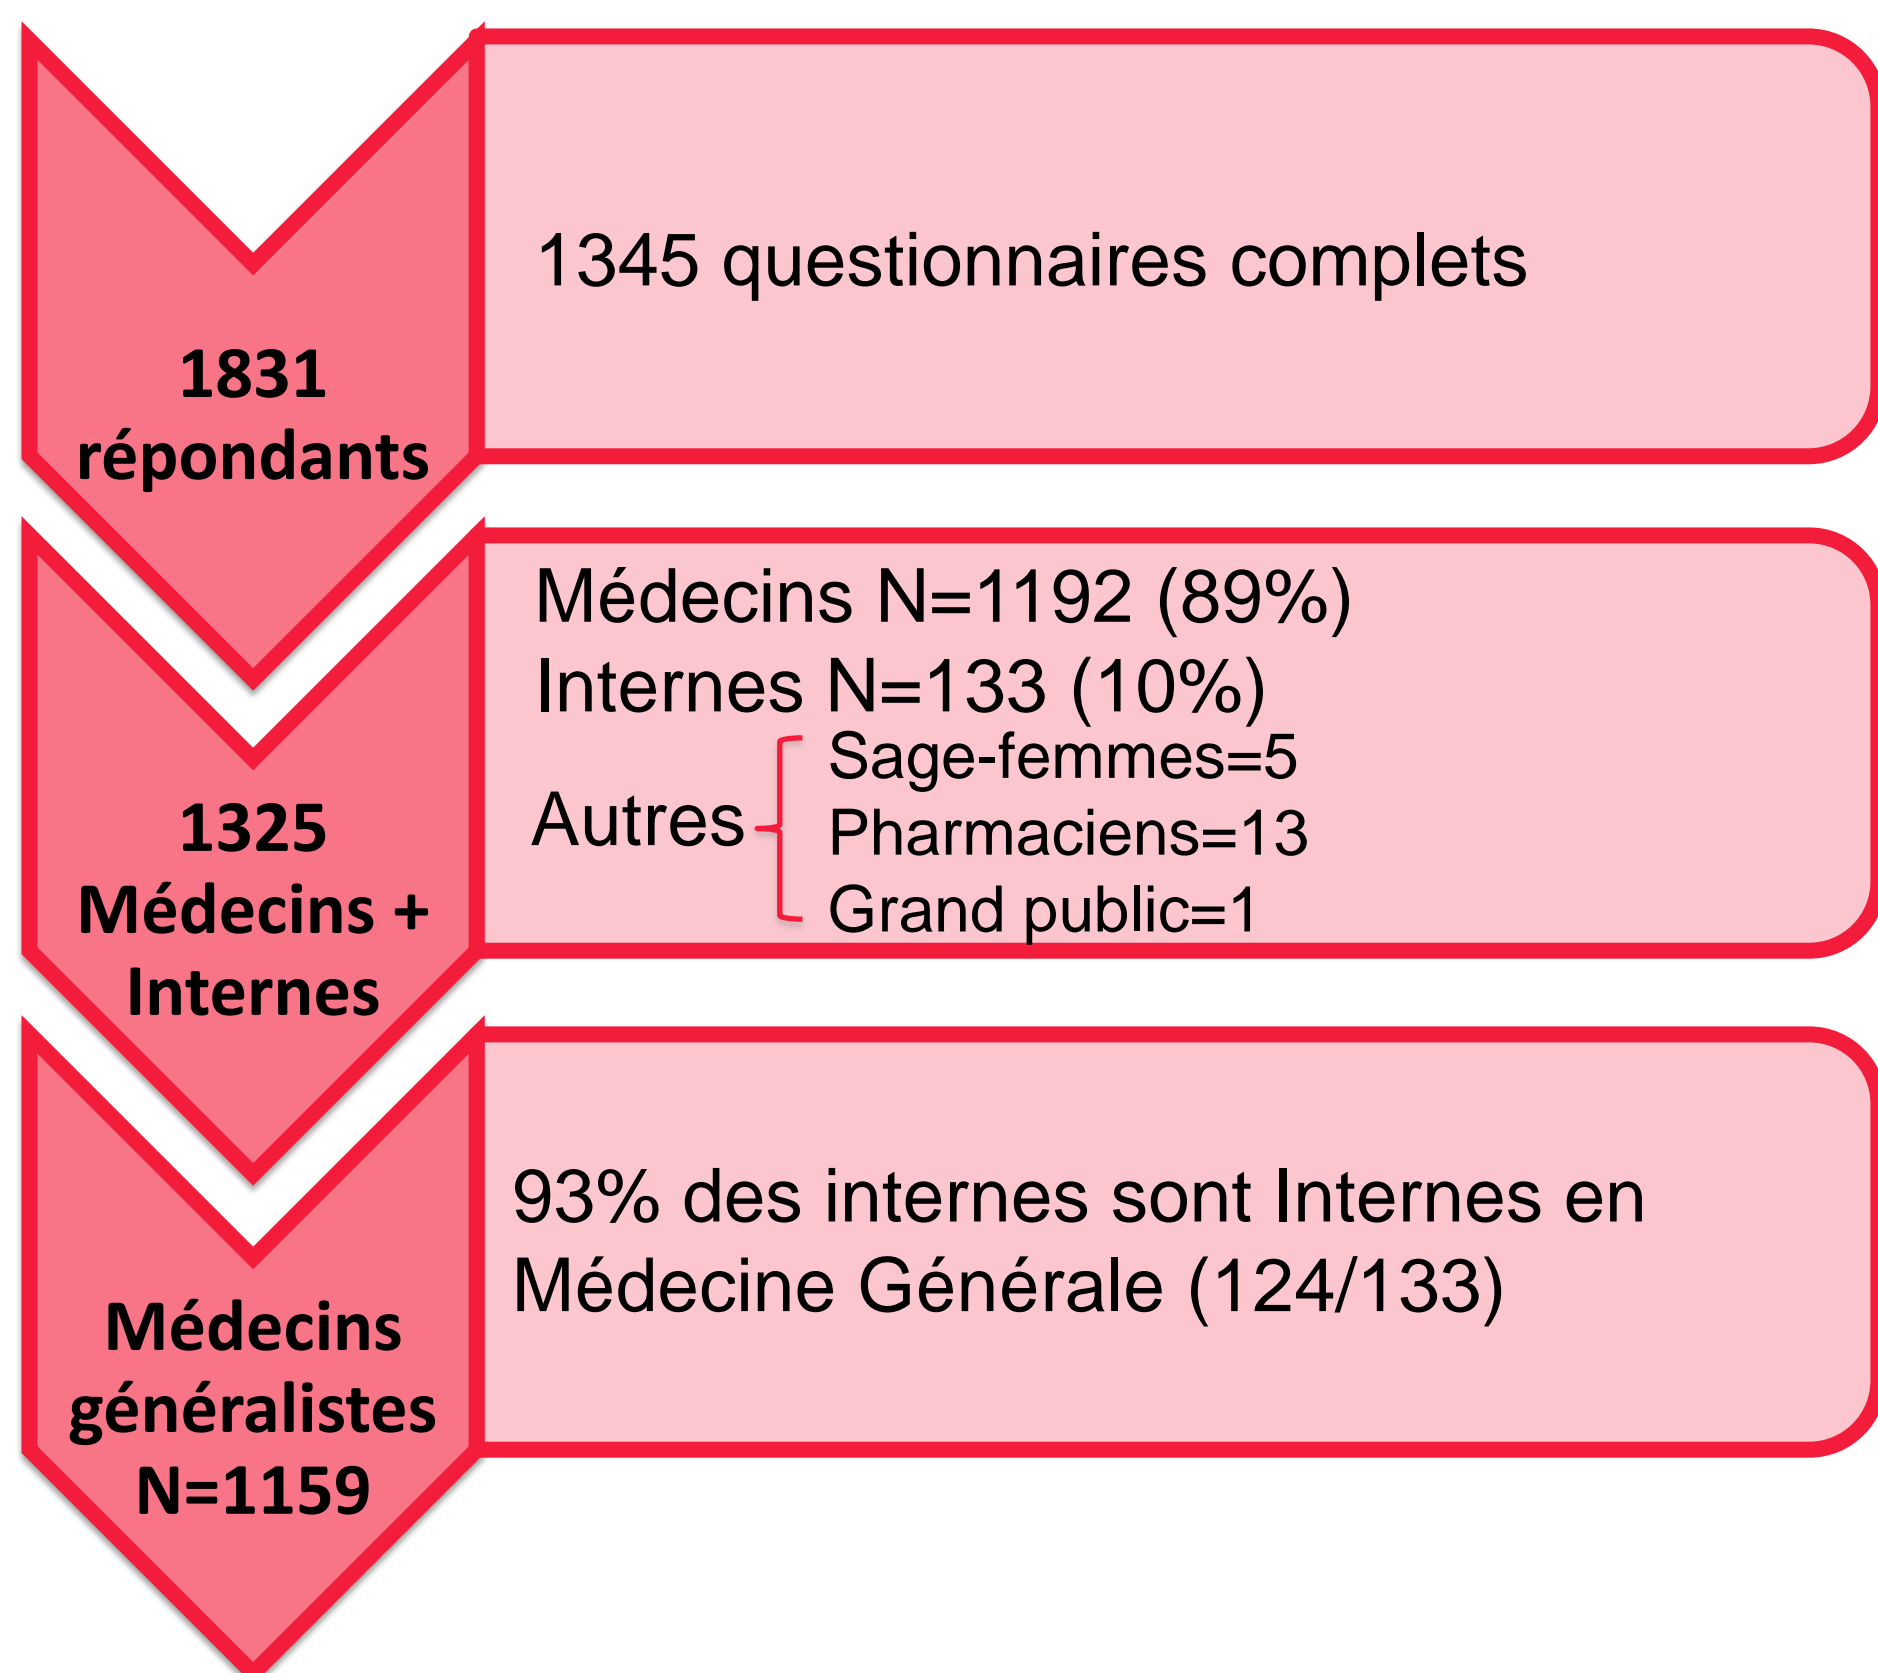 1831
répondants
1345 questionnaires complets
1325
Médecins +
Internes
Médecins N=1192 (89%)
Internes N=133 (10%)
Autres
Sage-femmes=5
Pharmaciens=13
Grand public=1
Médecins
généralistes
N=1159
93% des internes sont Internes en
Médecine Générale (124/133)